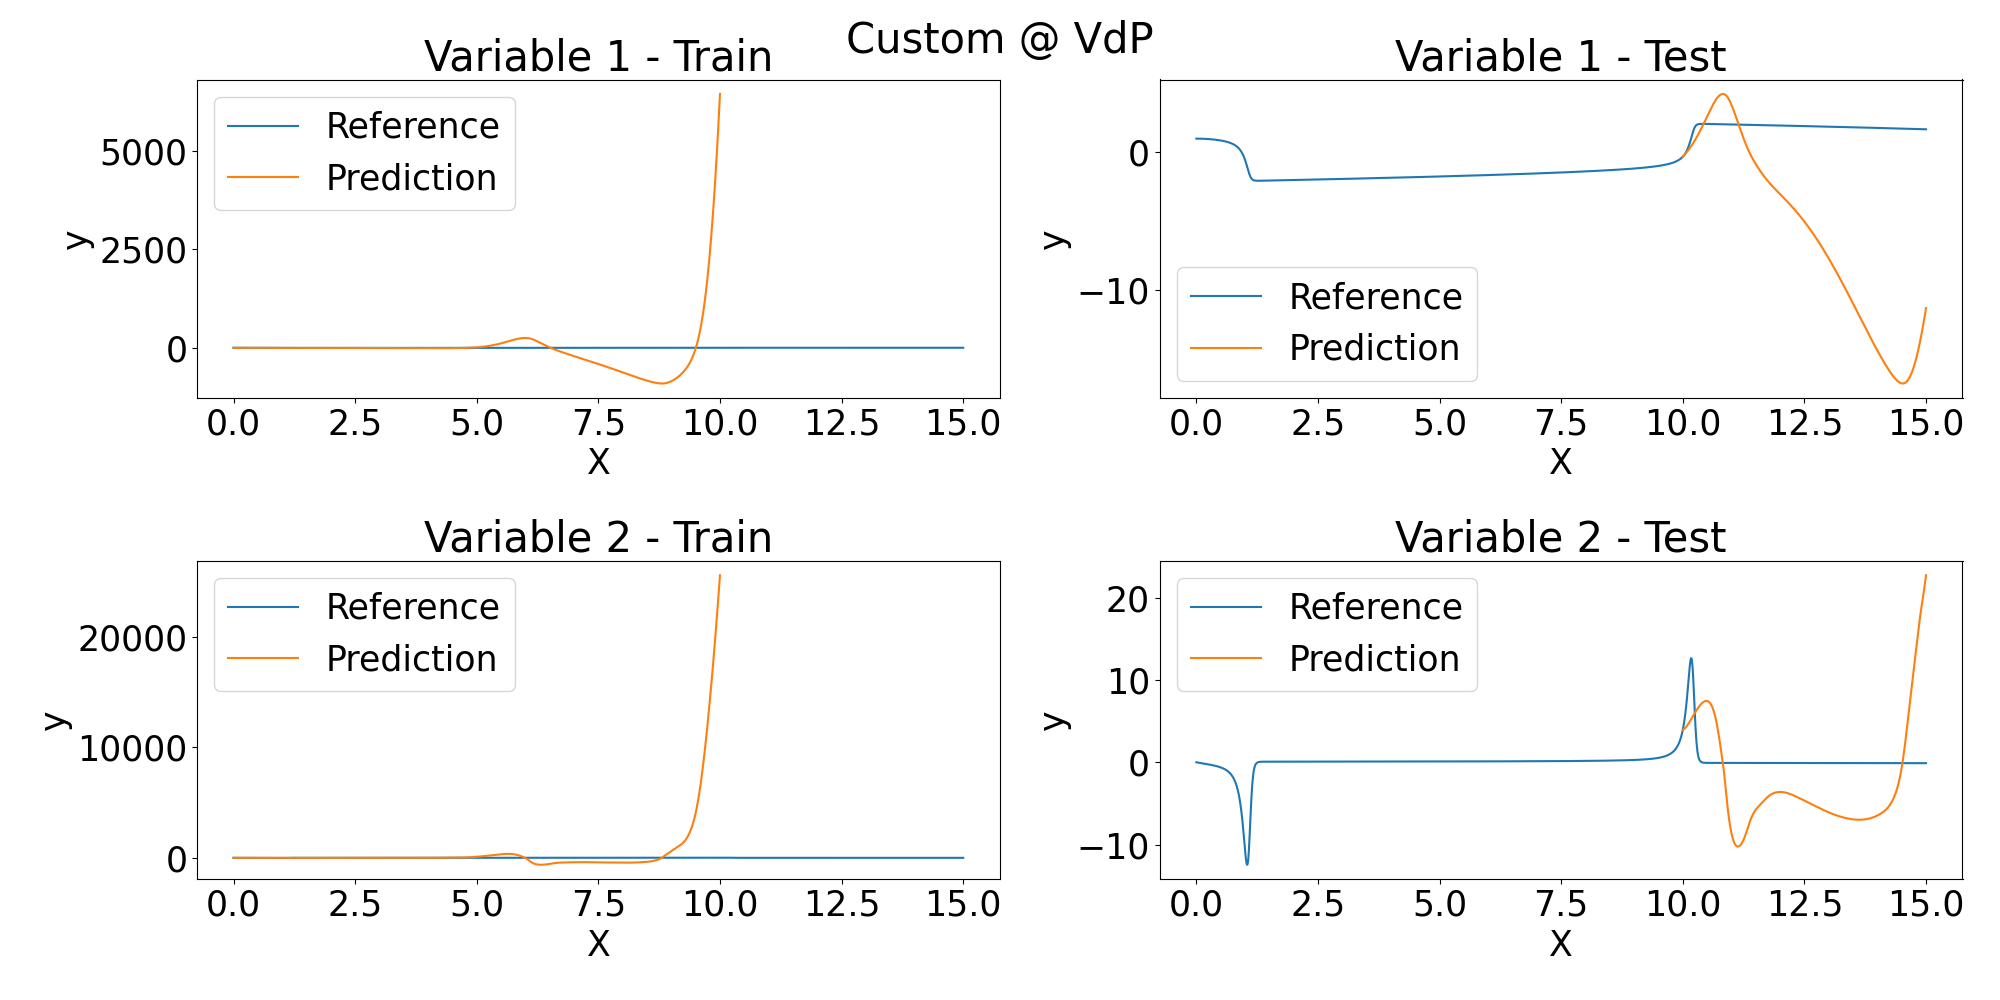 Custom @ VdP
Variable 1 - Train
y
5000
2500
0
Reference
Prediction
0.0 2.5 5.0 7.5 10.0 12.5 15.0
X
Variable 1 - Test
y
0
−10
Reference
Prediction
0.0 2.5 5.0 7.5 10.0 12.5 15.0
X
Variable 2 - Train
y
20000
10000
0
Reference
Prediction
0.0 2.5 5.0 7.5 10.0 12.5 15.0
X
Variable 2 - Test
y
20
10
0
−10
Reference
Prediction
0.0 2.5 5.0 7.5 10.0 12.5 15.0
X